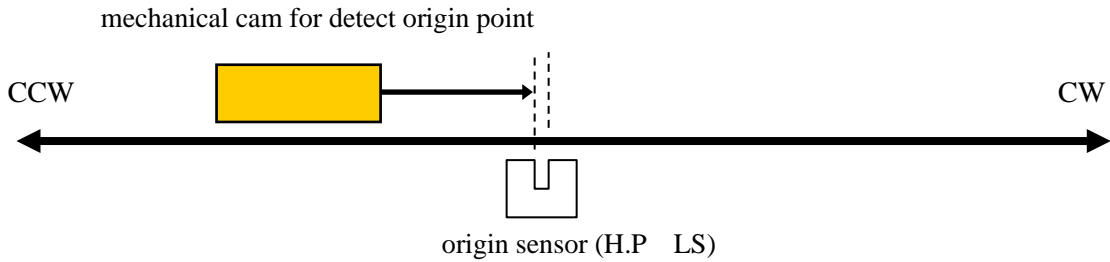 mechanical cam for detect origin point
CCW
CW
origin sensor (H.P LS)